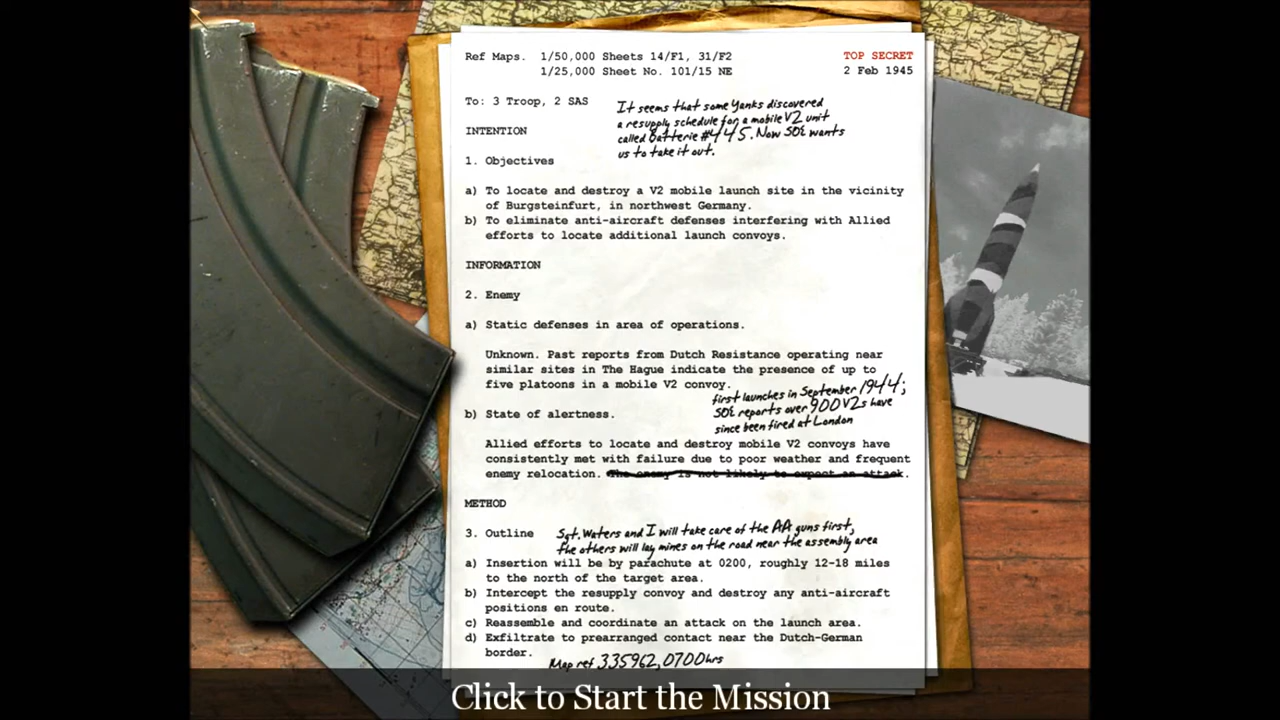 Ref Maps. 1/50,000 Sheets 14/F1, 31/F2
TOP SECRET
1/25,000 Sheet No. 101/15 NE
2 Feb 1945
To: 3 Troop, 2 SAS
It seems that some Yanks discovered
a resupply schedule for a mobile V2 unit
called Batterie #445. Now SOE wants
us to take it out.
INTENTION
1. Objectives
a) To locate and destroy a V2 mobile launch site in the vicinity
of Burgsteinfurt, in northwest Germany.
b) To eliminate anti-aircraft defenses interfering with Allied
efforts to locate additional launch convoys.
INFORMATION
2. Enemy
a) Static defenses in area of operations.
Unknown. Past reports from Dutch Resistance operating near
similar sites in The Hague indicate the presence of up to
five platoons in a mobile V2 convoy.
first launches in September 1944;
SOE reports over 900 V2s have
since been fired at London
b) State of alertness.
Allied efforts to locate and destroy mobile V2 convoys have
consistently met with failure due to poor weather and frequent
enemy relocation. The enemy is not likely to expect an attack.
METHOD
3. Outline
Sgt. Waters and I will take care of the AA guns first,
the others will lay mines on the road near the assembly area
a) Insertion will be by parachute at 0200, roughly 12-18 miles
to the north of the target area.
b) Intercept the resupply convoy and destroy any anti-aircraft
positions en route.
c) Reassemble and coordinate an attack on the launch area.
d) Exfiltrate to prearranged contact near the Dutch-German
border.
Map ref 335962, 0700hrs
Click to Start the Mission